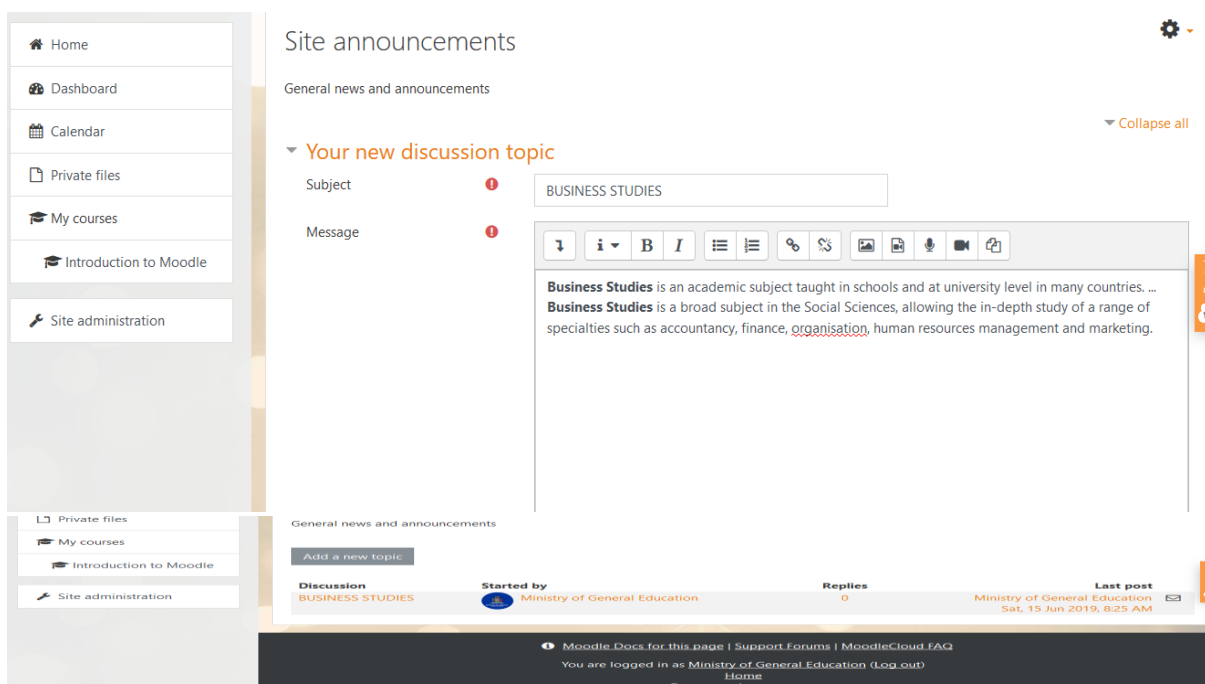 Home
Dashboard
Calendar
Private files
My courses
Introduction to Moodle
Site administration
Site announcements
General news and announcements
Collapse all
Your new discussion topic
Subject
BUSINESS STUDIES
Message
i B I
Business Studies is an academic subject taught in schools and at university level in many countries. ...
Business Studies is a broad subject in the Social Sciences, allowing the in-depth study of a range of
specialties such as accountancy, finance, organisation, human resources management and marketing.
Private files
My courses
Introduction to Moodle
Site administration
General news and announcements
Add a new topic
Discussion Started by Replies Last post
BUSINESS STUDIES Ministry of General Education 0 Ministry of General Education
Sat, 15 Jun 2019, 8:25 AM
Moodle Docs for this page | Support Forums | MoodleCloud FAQ
You are logged in as Ministry of General Education (Log out)
Home